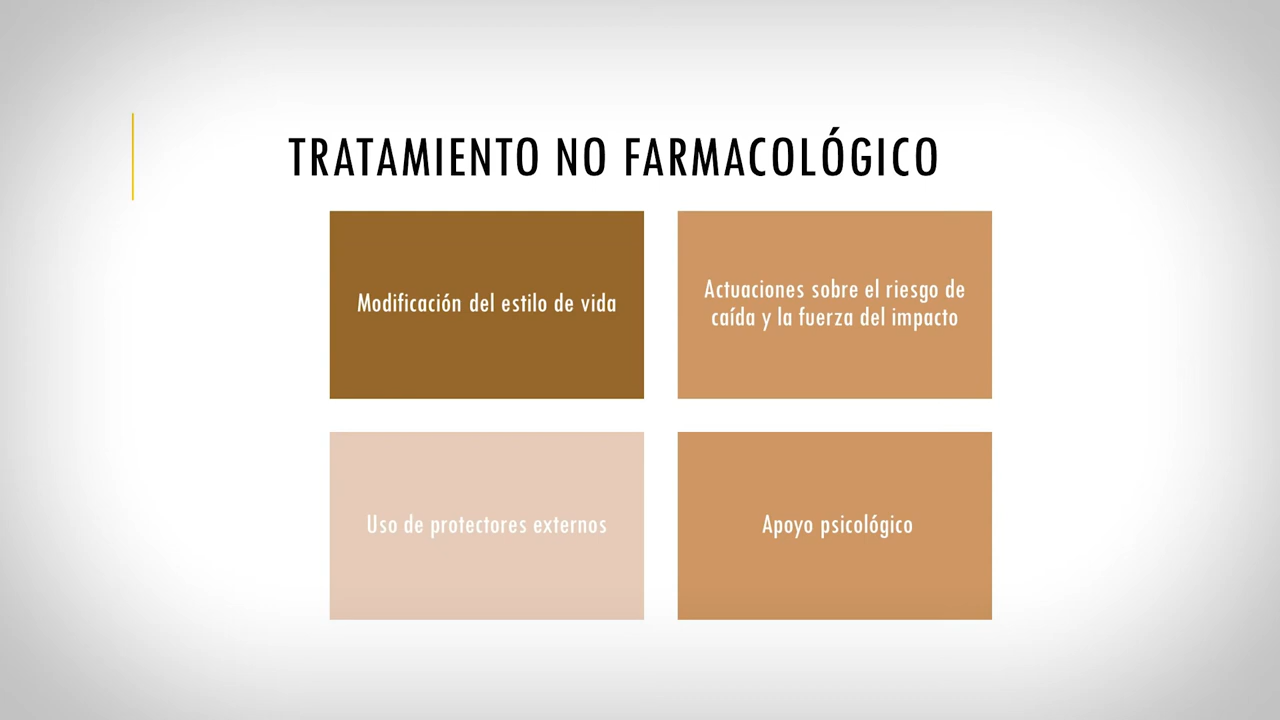 TRATAMIENTO NO FARMACOLÓGICO
Modificación del estilo de vida
Actuaciones sobre el riesgo de
caída y la fuerza del impacto
Uso de protectores externos
Apoyo psicológico